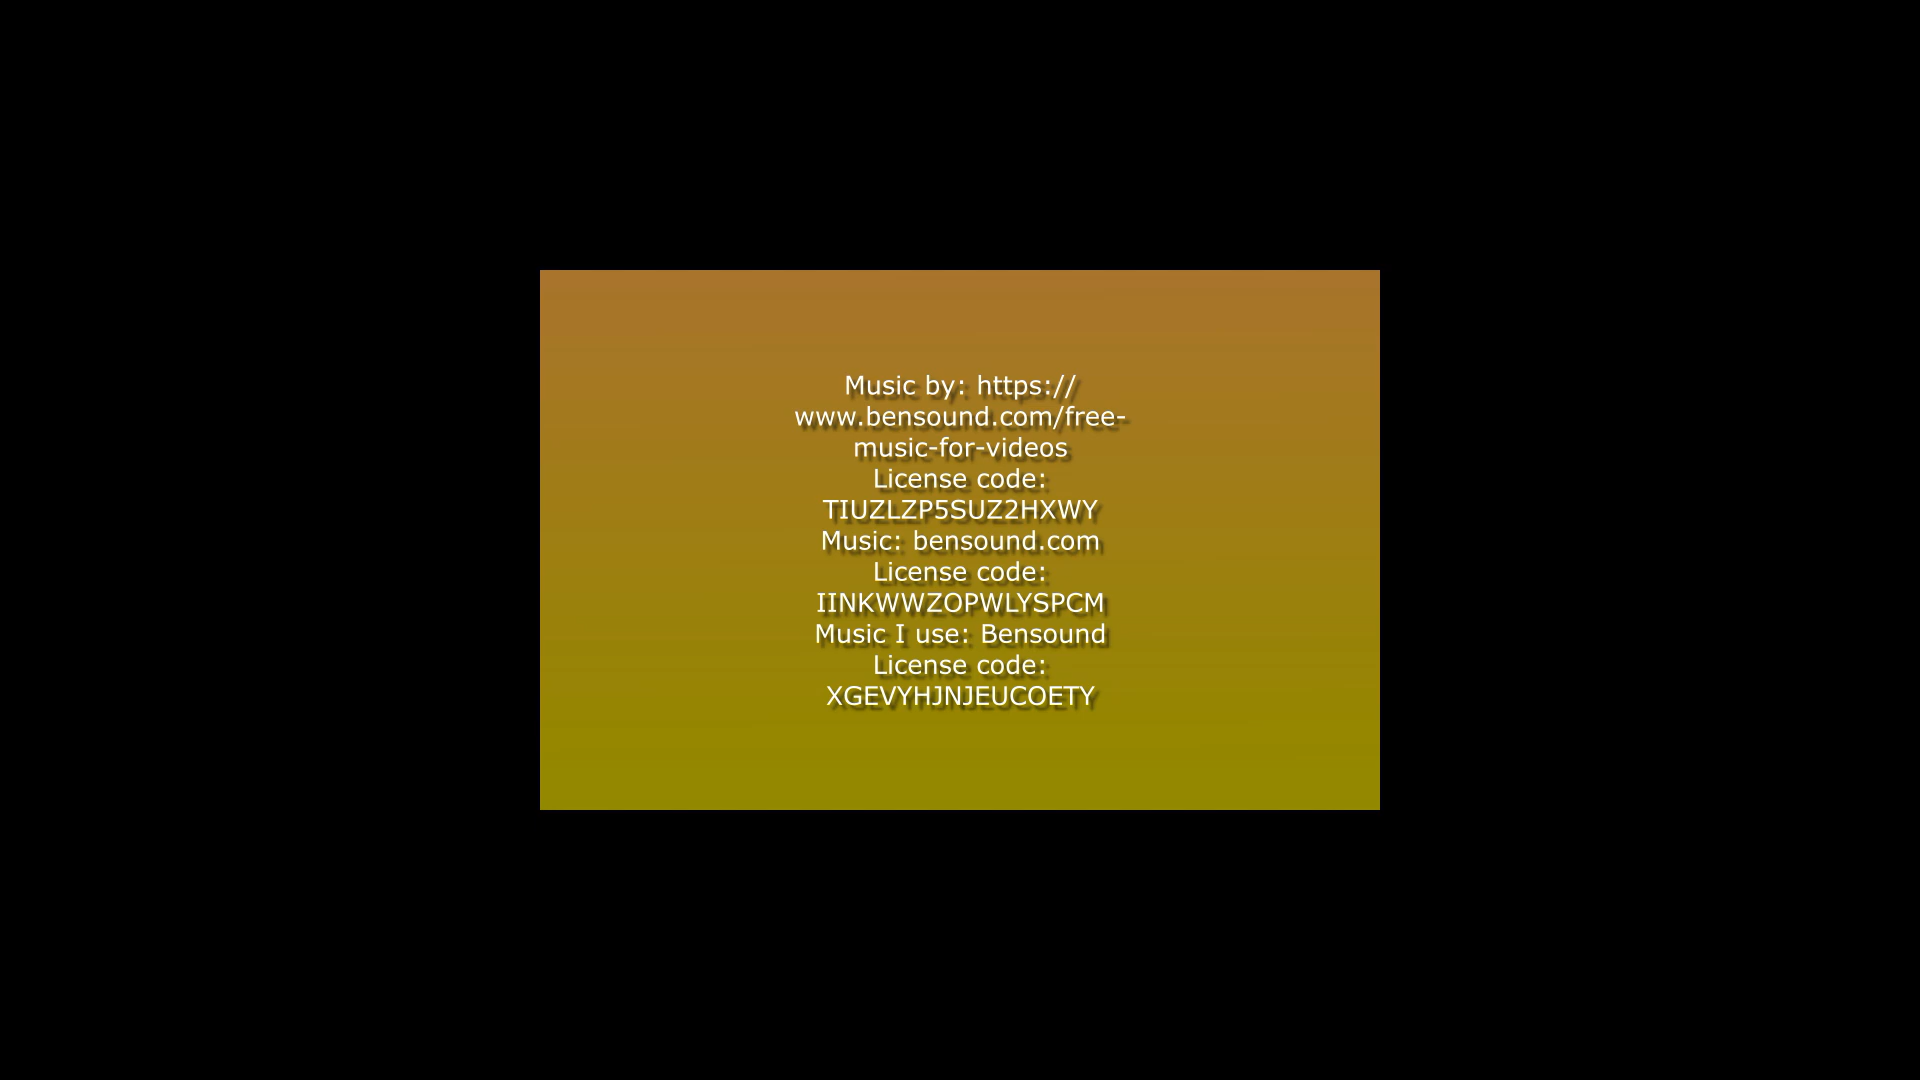 Music by: https://
www.bensound.com/free-
music-for-videos
License code:
TIUZLZP5SUZ2HXWY
Music: bensound.com
License code:
IINKWWZOPWLYSPCM
Music I use: Bensound
License code:
XGEVYHJNJEUCOETY